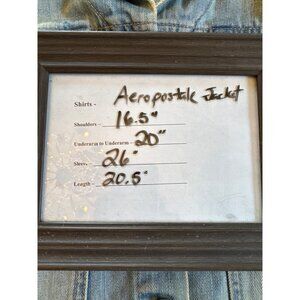 Shirts - Aeropostale Jacket
Shoulders - 16.5"
Underarm to Underarm - 20"
Sleeve - 26"
Length - 20.5"